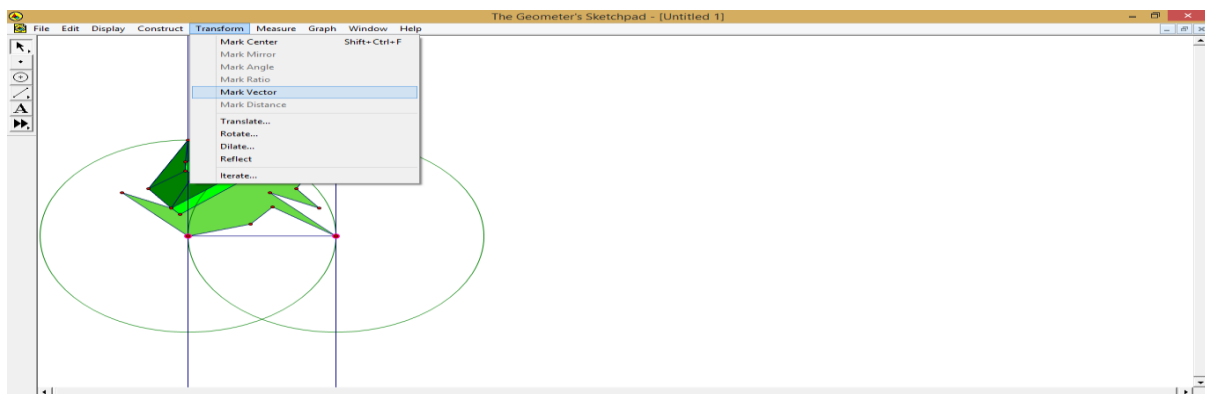 The Geometer's Sketchpad - [Untitled 1]
File Edit Display Construct Transform Measure Graph Window Help
Mark Center Shift+Ctrl+F
Mark Mirror
Mark Angle
Mark Ratio
Mark Vector
Mark Distance
Translate...
Rotate...
Dilate...
Reflect
Iterate...
A